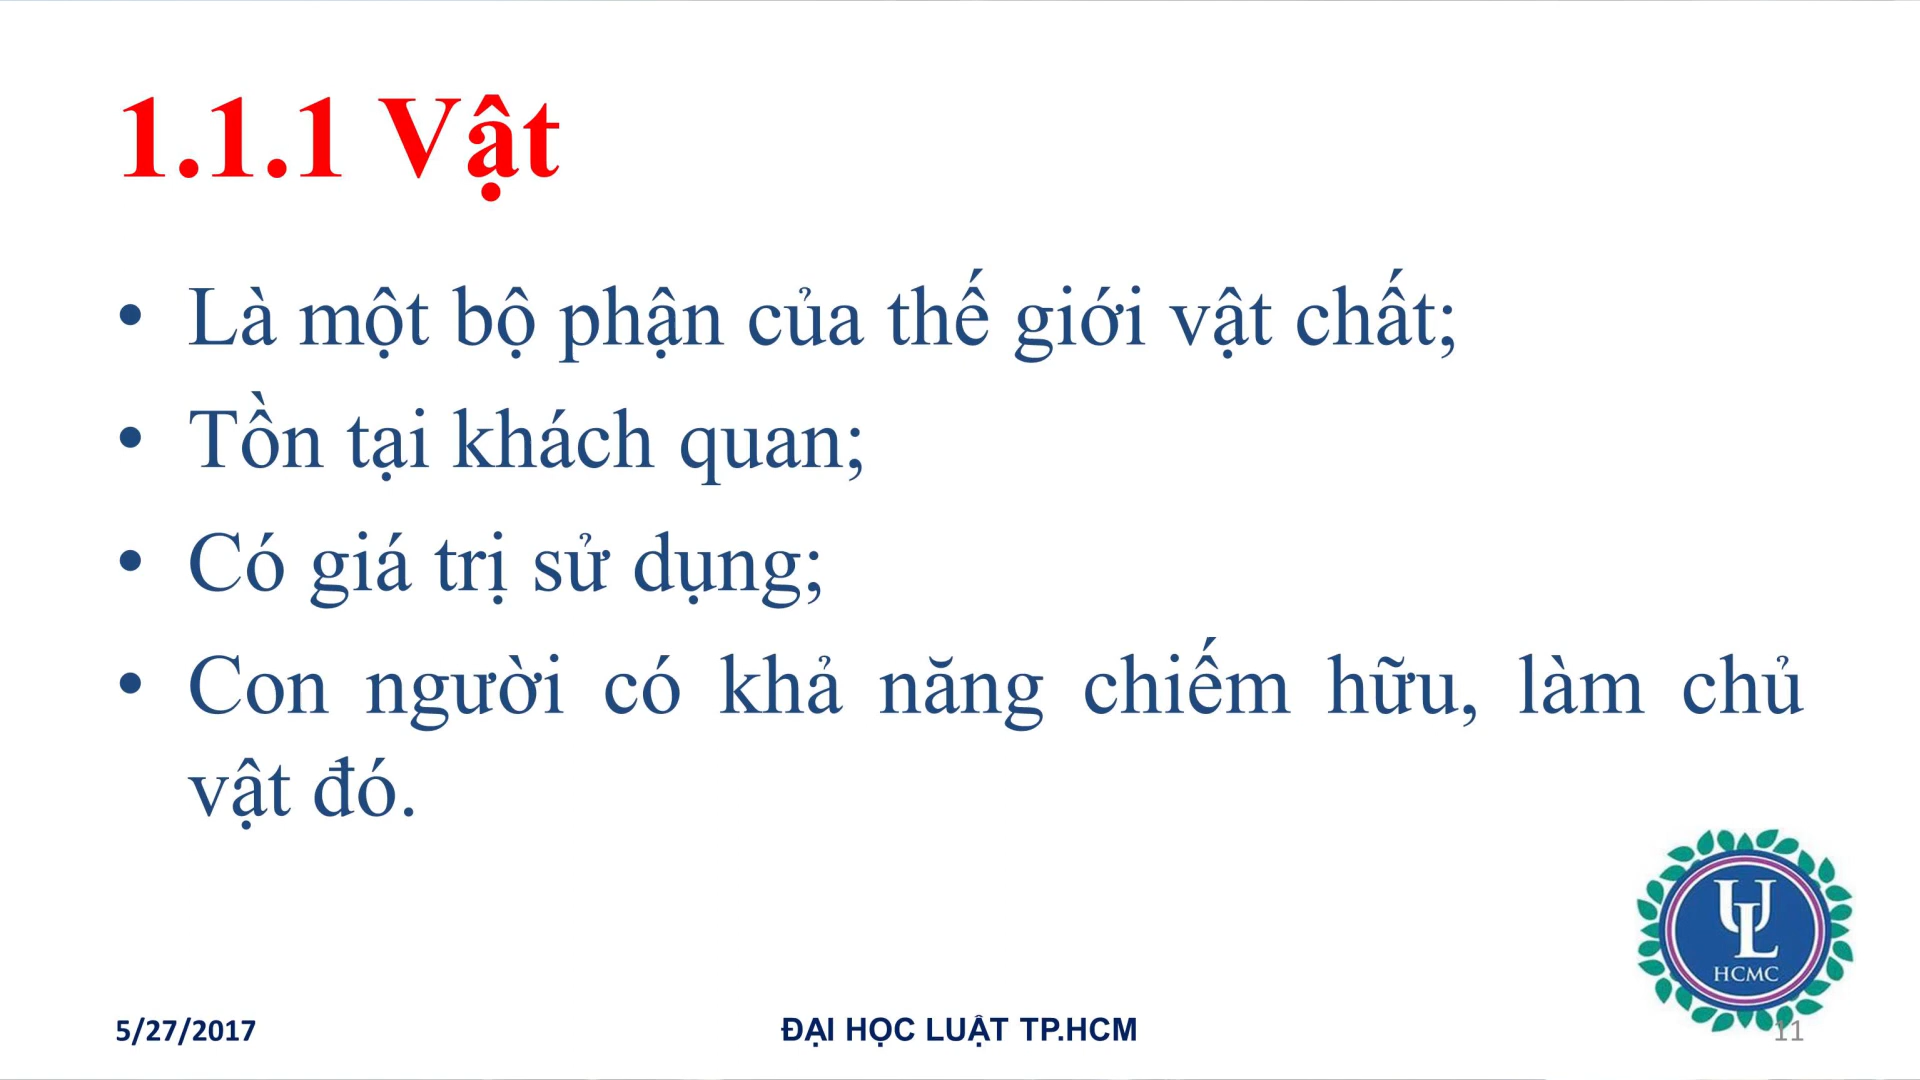 1.1.1 Vật
• Là một bộ phận của thế giới vật chất;
• Tồn tại khách quan;
• Có giá trị sử dụng;
• Con người có khả năng chiếm hữu, làm chủ
vật đó.
UL
HCMC
5/27/2017
ĐẠI HỌC LUẬT TP.HCM
11